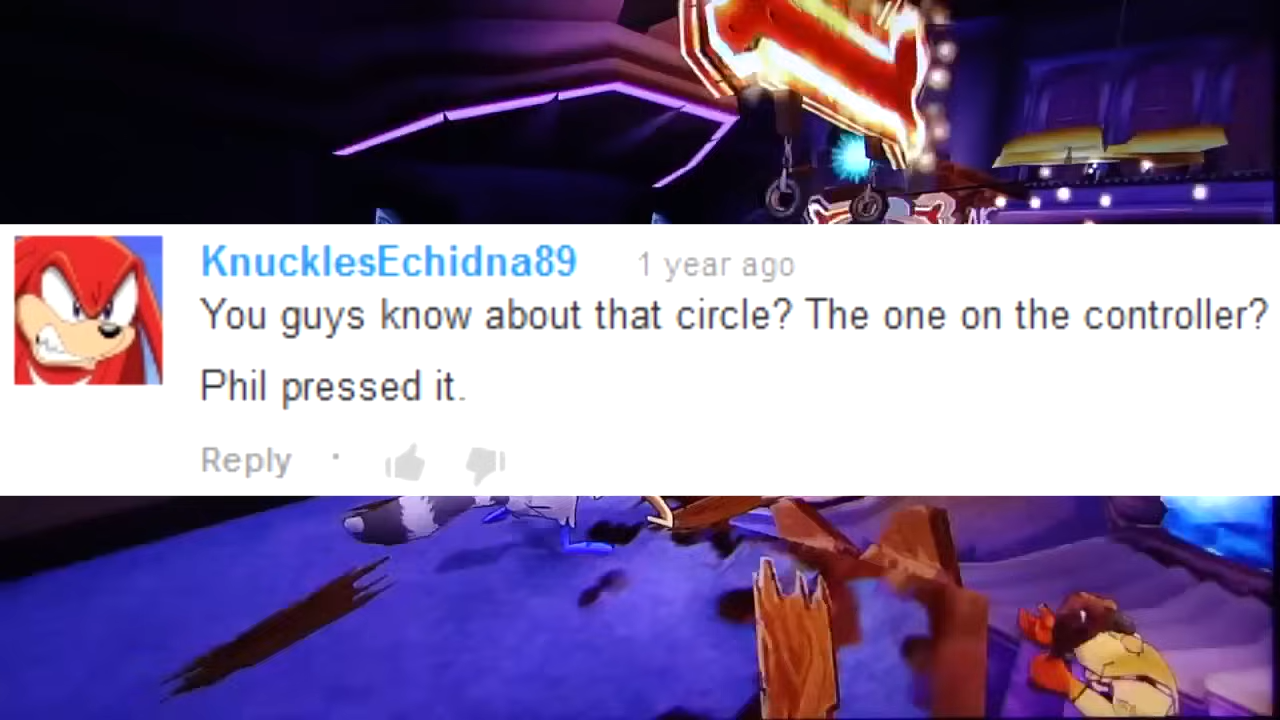 KnucklesEchidna89 1 year ago
You guys know about that circle? The one on the controller?
Phil pressed it.
Reply ·